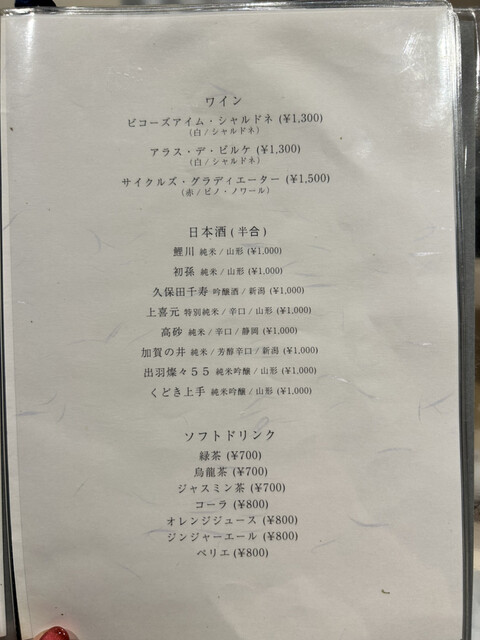 ワイン
ビコーズアイム・シャルドネ (¥1,300)
(白 / シャルドネ)
アラス・デ・ピルケ (¥1,300)
(白 / シャルドネ)
サイクルズ・グラディエーター (¥1,500)
(赤 / ピノ・ノワール)
日本酒 ( 半合 )
鯉川 純米 / 山形 (¥1,000)
初孫 純米 / 山形 (¥1,000)
久保田千寿 吟醸酒 / 新潟 (¥1,000)
上喜元 特別純米 / 辛口 / 山形 (¥1,000)
高砂 純米 / 辛口 / 静岡 (¥1,000)
加賀の井 純米 / 芳醇辛口 / 新潟 (¥1,000)
出羽燦々５５ 純米吟醸 / 山形 (¥1,000)
くどき上手 純米吟醸 / 山形 (¥1,000)
ソフトドリンク
緑茶 (¥700)
烏龍茶 (¥700)
ジャスミン茶 (¥700)
コーラ (¥800)
オレンジジュース (¥800)
ジンジャーエール (¥800)
ペリエ (¥800)